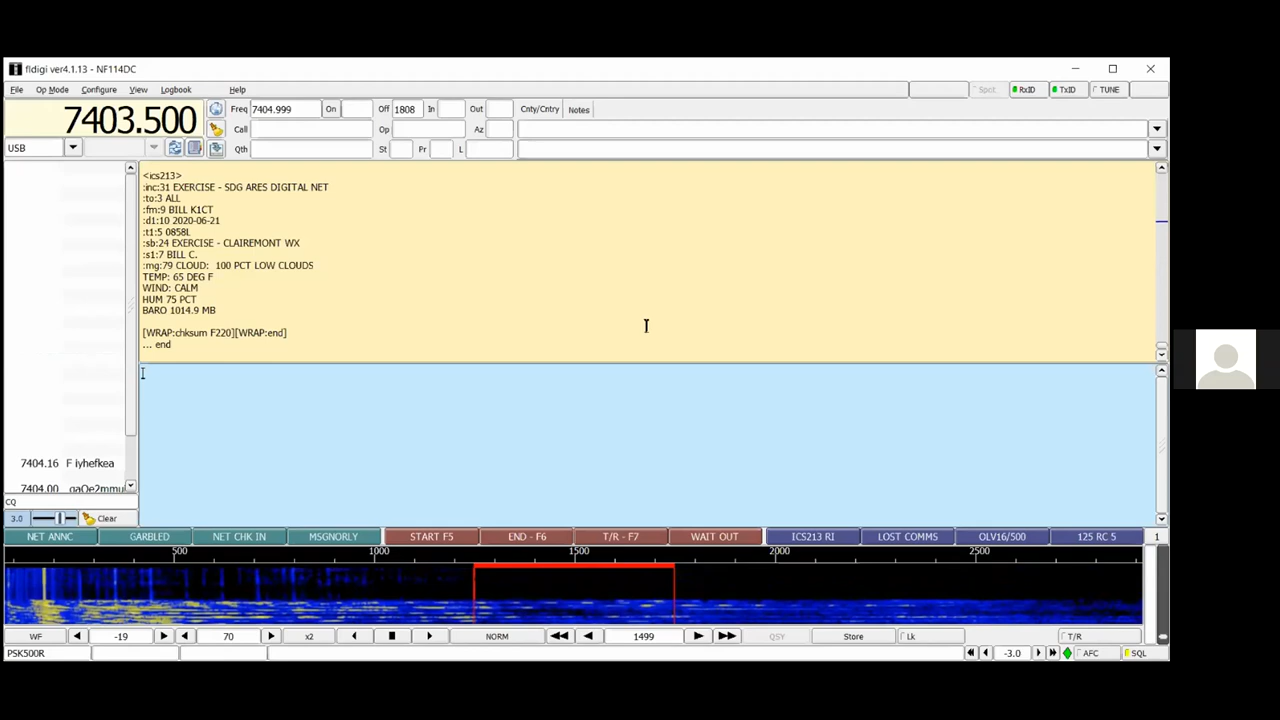 fldigi ver4.1.13 - NF114DC
File Op Mode Configure View Logbook Help
Spot RxID TxID TUNE
7403.500
Freq 7404.999 On Off 1808 In Out Cnty/Cntry Notes
Call Op Az
USB
Qth St Pr L
<ics213>
:inc:31 EXERCISE - SDG ARES DIGITAL NET
:to:3 ALL
:fm:9 BILL K1CT
:d1:10 2020-06-21
:t1:5 0858L
:sb:24 EXERCISE - CLAIREMONT WX
:s1:7 BILL C.
:mg:79 CLOUD: 100 PCT LOW CLOUDS
TEMP: 65 DEG F
WIND: CALM
HUM 75 PCT
BARO 1014.9 MB
[WRAP:chksum F220][WRAP:end]
... end
7404.16 F iyhefkea
7404.00 qaOe2mmu
CQ
3.0 Clear
NET ANNC GARBLED NET CHK IN MSGNORLY START F5 END - F6 T/R - F7 WAIT OUT ICS213 RI LOST COMMS OLV16/500 125 RC 5 1
500 1000 1500 2000 2500
WF -19 70 x2 NORM 1499 QSY Store Lk T/R
PSK500R -3.0 AFC SQL